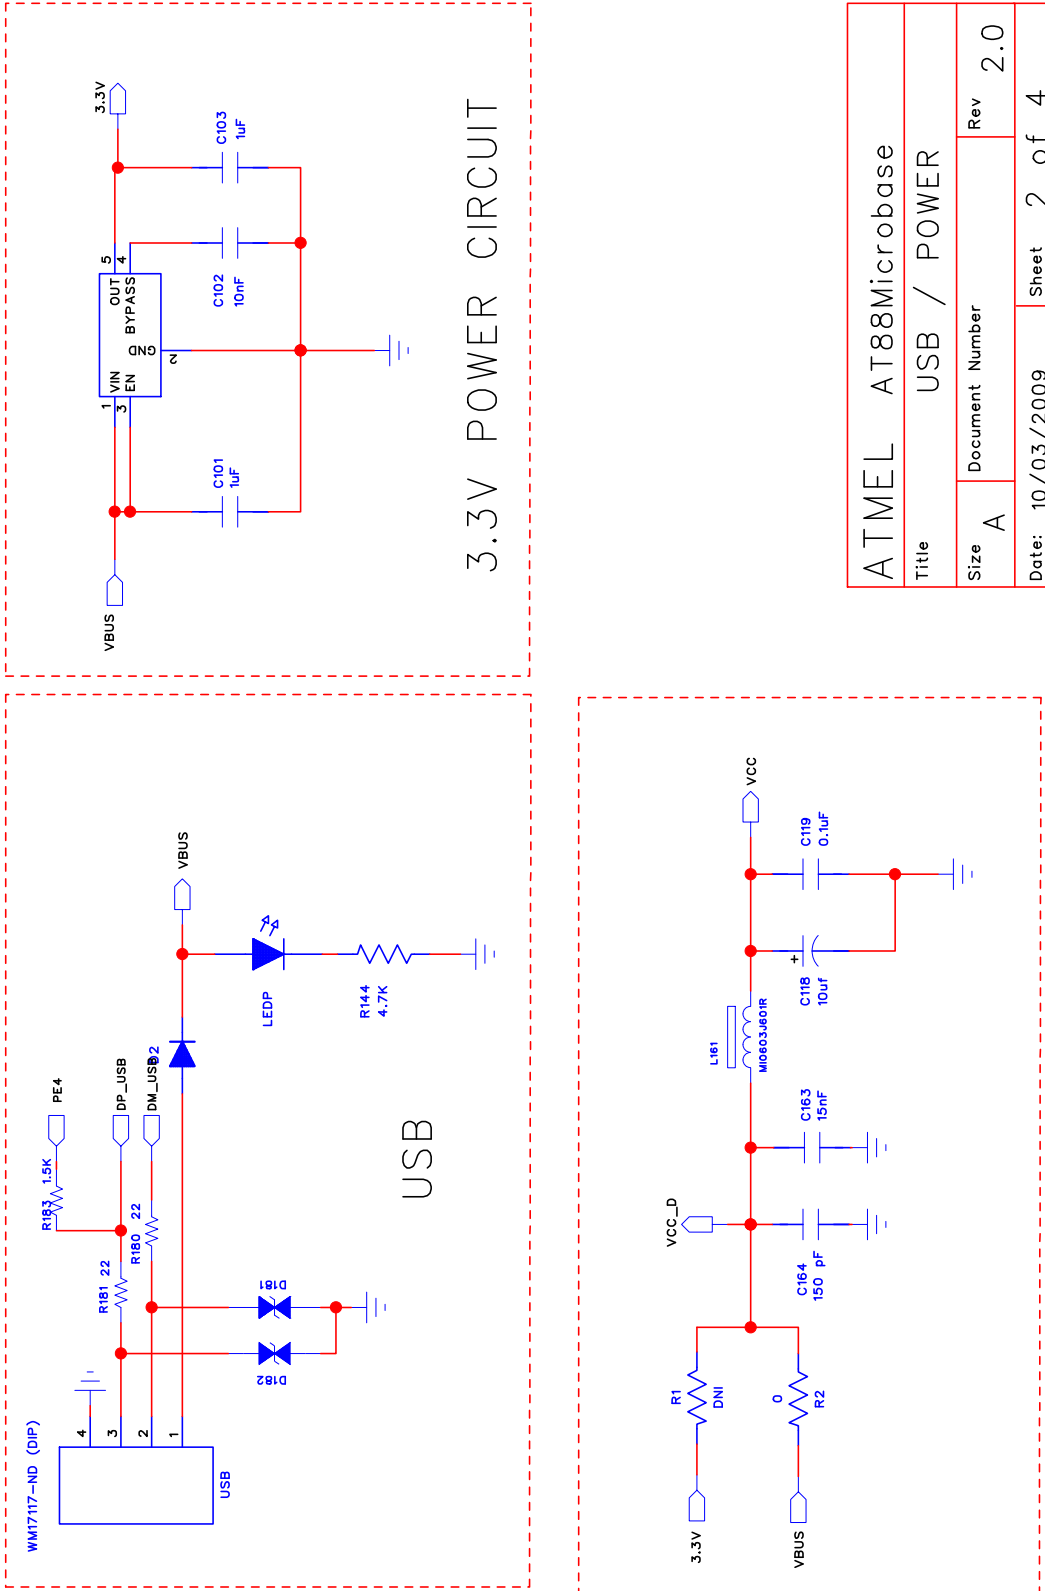 WM17117-ND (DIP)
USB
4
3
2
1
R181 22
R180 22
R183 1.5K
PE4
DP_USB
DM_USB
D2
D182
D181
VBUS
LEDP
R144
4.7K
USB
VBUS
1
3
VIN
EN
GND
2
OUT
BYPASS
5
4
C101
1uF
C102
10nF
C103
1uF
3.3V
3.3V POWER CIRCUIT
3.3V
VBUS
R1
DNI
0
R2
VCC_D
C164
150 pF
C163
15nF
L161
MI0603J601R
+
C118
10uf
C119
0.1uF
VCC
ATMEL AT88Microbase
Title
USB / POWER
Size
A
Document Number
Rev
2.0
Date: 10/03/2009
Sheet 2 of 4